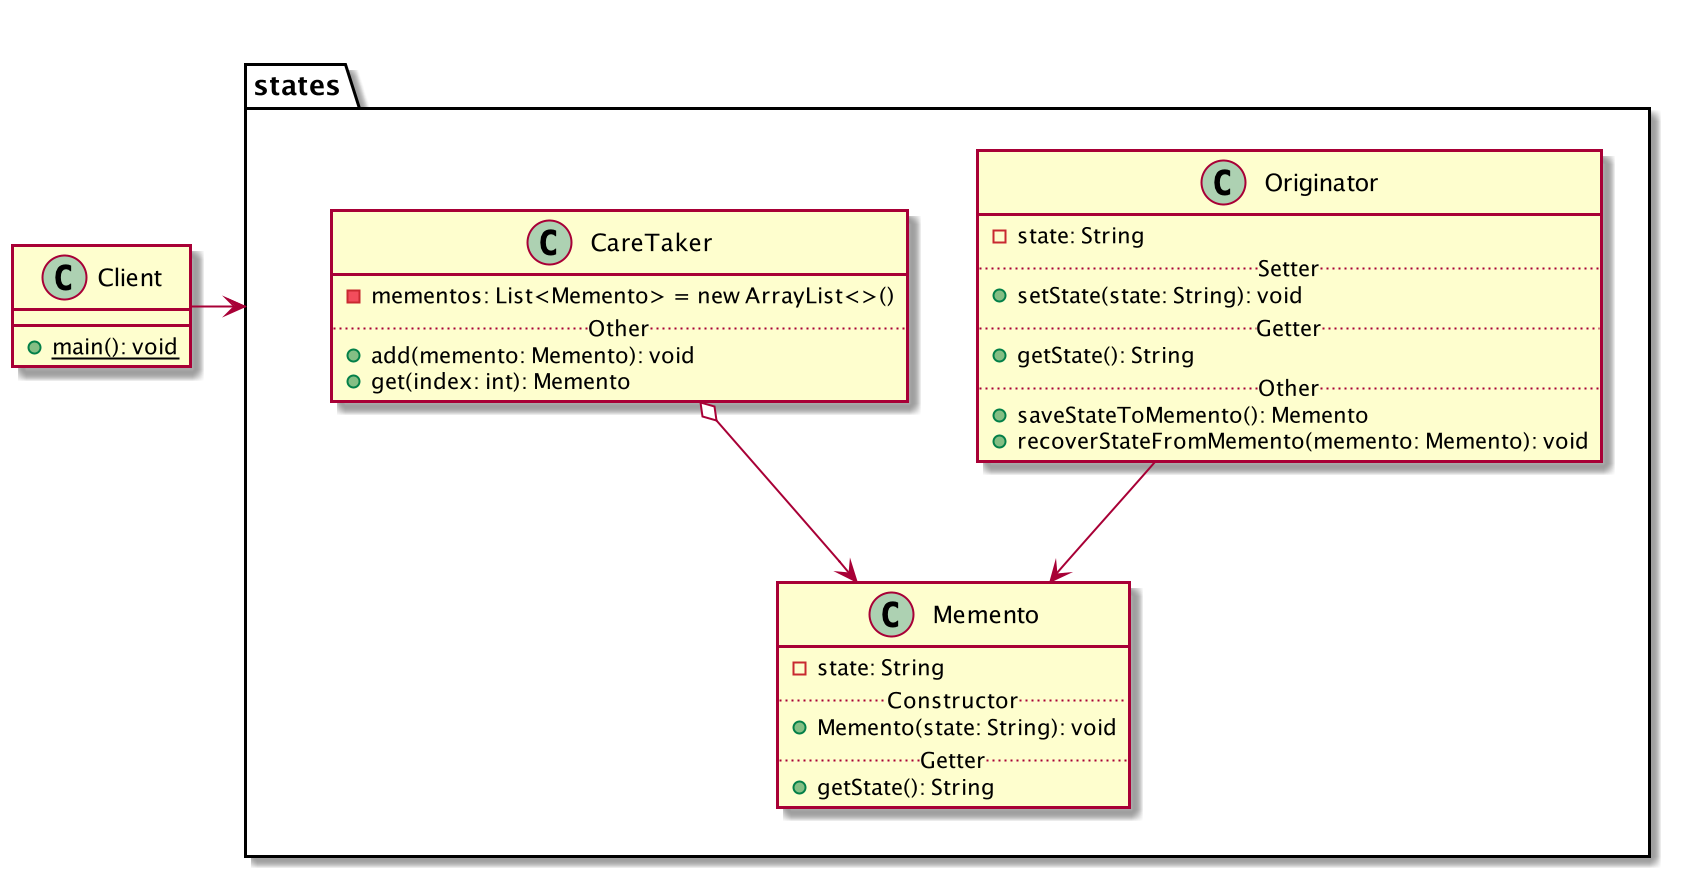 states
C Client
main(): void
C CareTaker
mementos: List<Memento> = new ArrayList<>()
Other
add(memento: Memento): void
get(index: int): Memento
C Originator
state: String
Setter
setState(state: String): void
Getter
getState(): String
Other
saveStateToMemento(): Memento
recoverStateFromMemento(memento: Memento): void
C Memento
state: String
Constructor
Memento(state: String): void
Getter
getState(): String